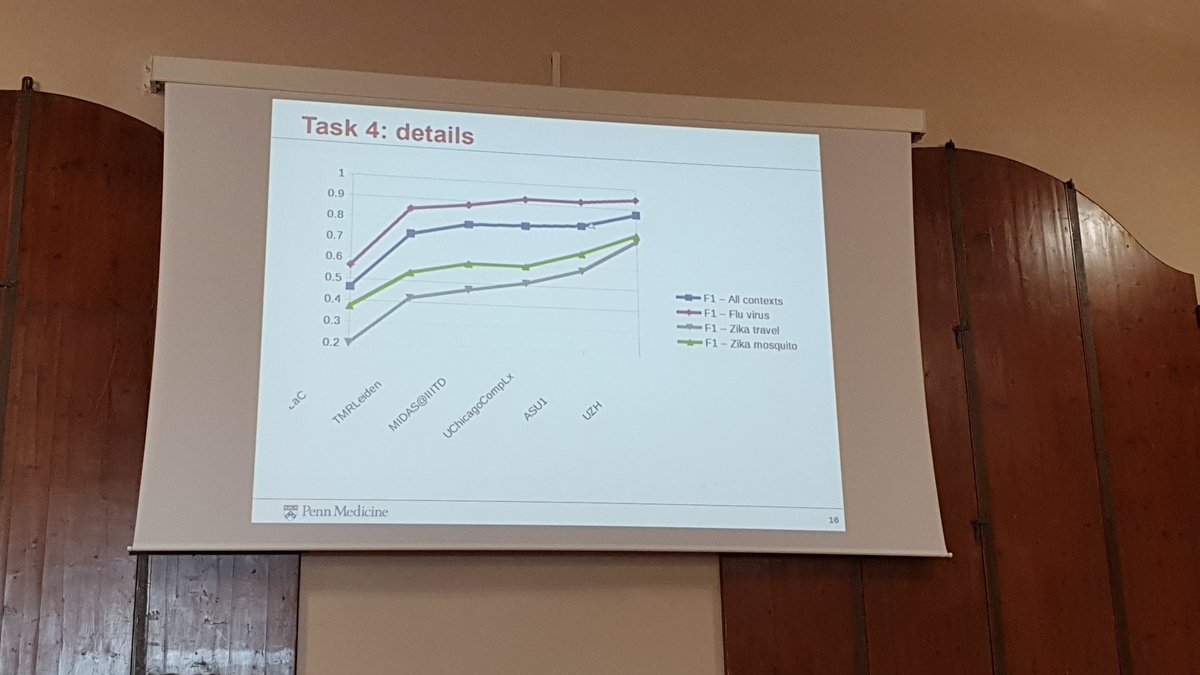 Task 4: details
1
0.9
0.8
0.7
0.6
0.5
0.4
0.3
0.2
F1 – All contexts
F1 – Flu virus
F1 – Zika travel
F1 – Zika mosquito
LaC
TMRLeiden
MIDAS@IIITD
UChicagoCompLx
ASU1
UZH
Penn Medicine
16